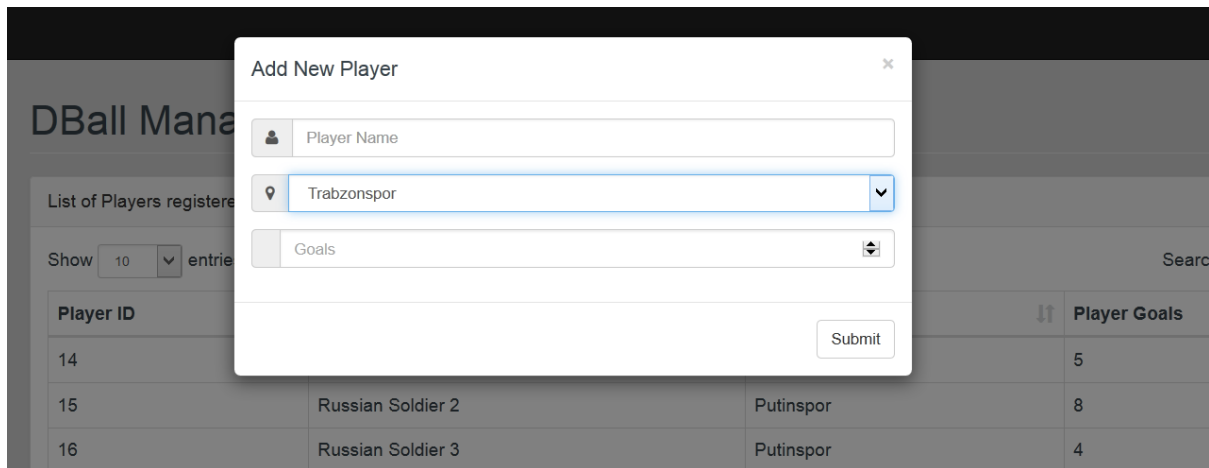 Add New Player
×
DBall Mana
Player Name
List of Players registere
Trabzonspor
Show 10 entrie
Searc
Goals
Player ID
Player Goals
Submit
14
5
15 Russian Soldier 2 Putinspor 8
16 Russian Soldier 3 Putinspor 4